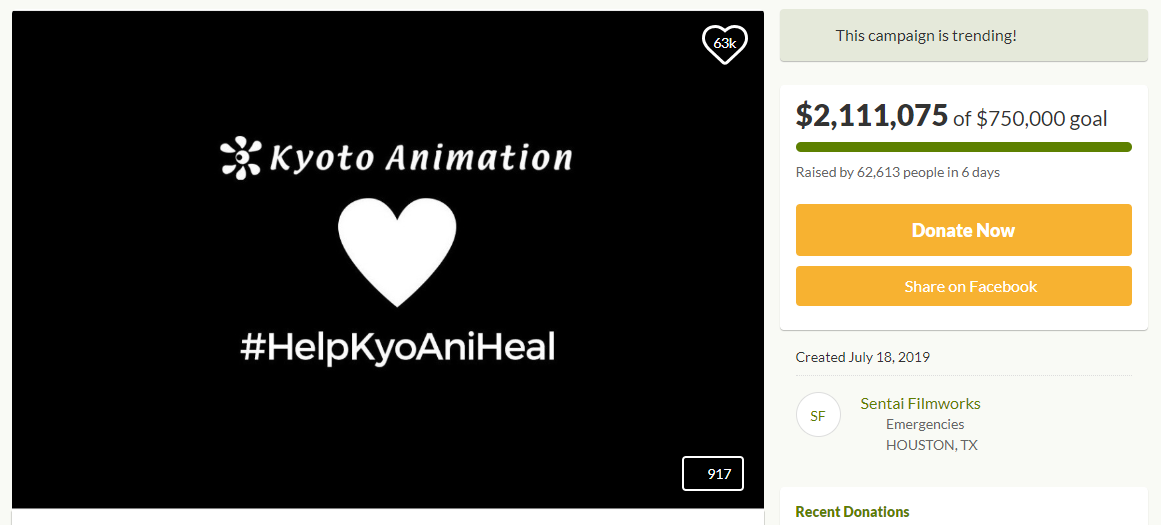 63k
Kyoto Animation
#HelpKyoAniHeal
917
This campaign is trending!
$2,111,075 of $750,000 goal
Raised by 62,613 people in 6 days
Donate Now
Share on Facebook
Created July 18, 2019
SF
Sentai Filmworks
Emergencies
HOUSTON, TX
Recent Donations